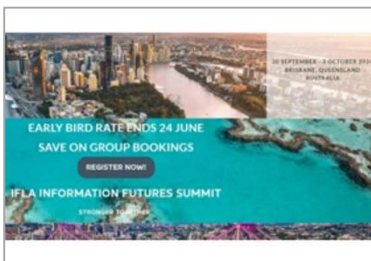 30 SEPTEMBER - 3 OCTOBER 2024
BRISBANE, QUEENSLAND
AUSTRALIA
EARLY BIRD RATE ENDS 24 JUNE
SAVE ON GROUP BOOKINGS
REGISTER NOW!
IFLA INFORMATION FUTURES SUMMIT
STRONGER TOGETHER